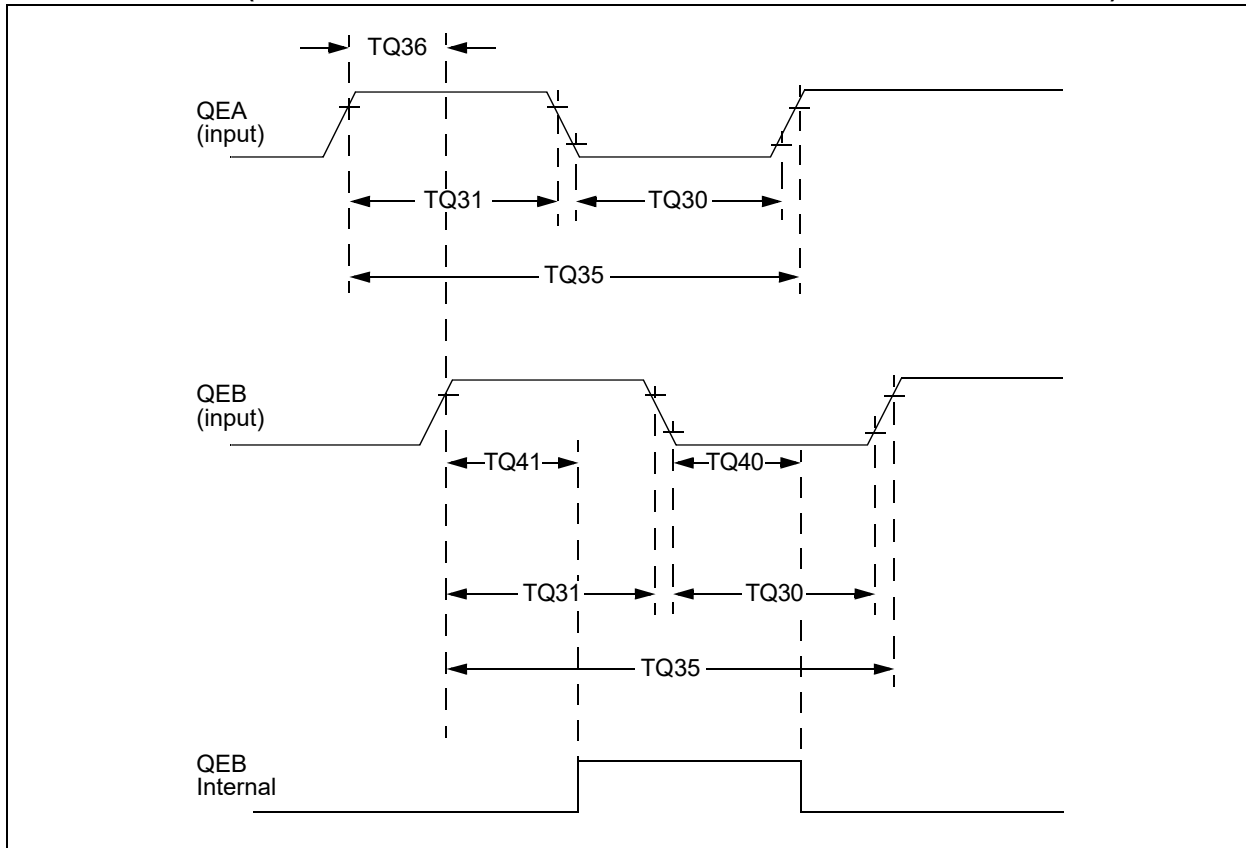 TQ36
QEA
(input)
TQ31
TQ30
TQ35
QEB
(input)
TQ41
TQ40
TQ31
TQ30
TQ35
QEB
Internal